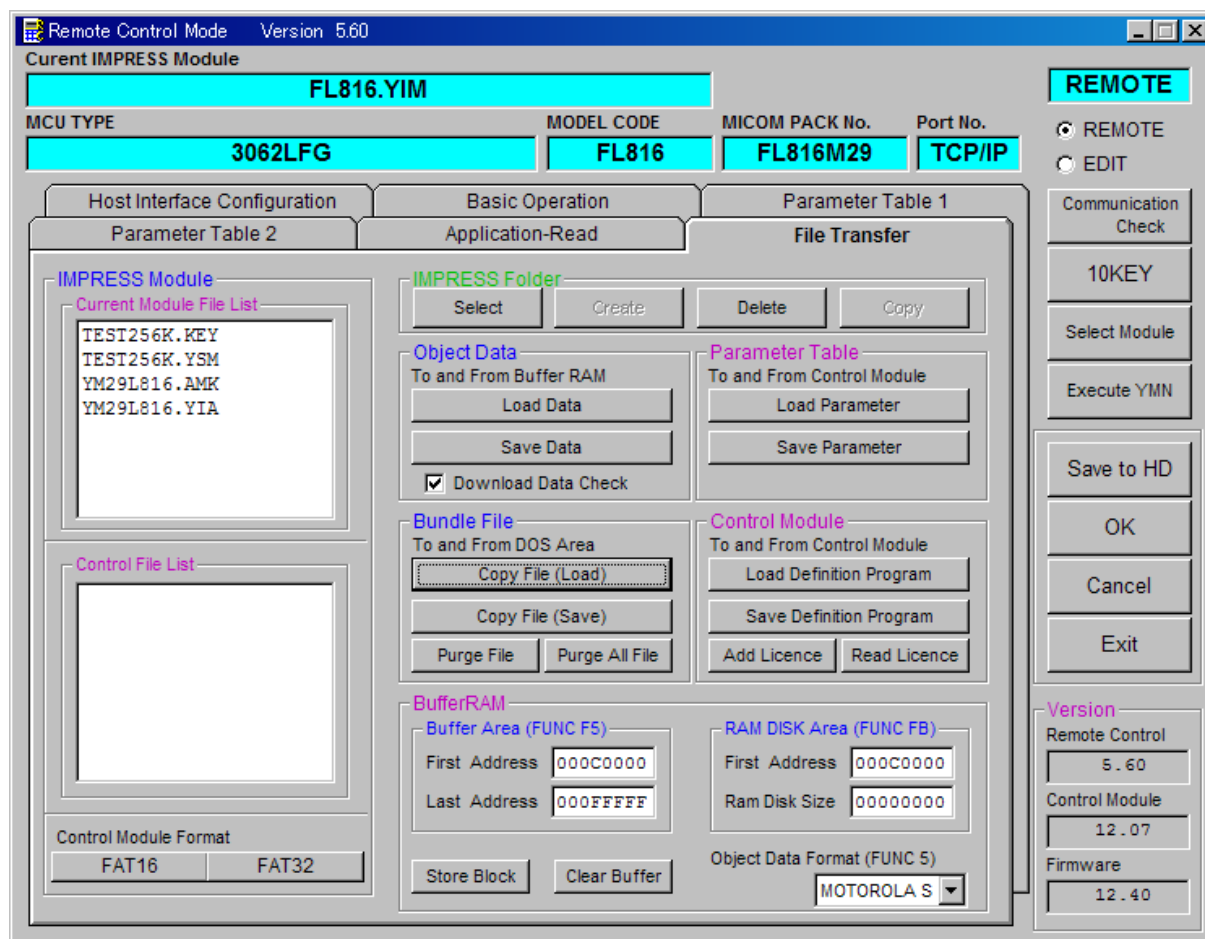 Remote Control Mode Version 5.60
Curent IMPRESS Module
FL816.YIM
REMOTE
MCU TYPE MODEL CODE MICOM PACK No. Port No.
3062LFG FL816 FL816M29 TCP/IP
REMOTE
EDIT
Host Interface Configuration Basic Operation Parameter Table 1
Parameter Table 2 Application-Read File Transfer
Communication
Check
10KEY
Select Module
Execute YMN
Save to HD
OK
Cancel
Exit
IMPRESS Module
Current Module File List
TEST256K.KEY
TEST256K.YSM
YM29L816.AMK
YM29L816.YIA
Control File List
Control Module Format
FAT16 FAT32
IMPRESS Folder
Select Create Delete Copy
Object Data
To and From Buffer RAM
Load Data
Save Data
Download Data Check
Parameter Table
To and From Control Module
Load Parameter
Save Parameter
Bundle File
To and From DOS Area
Copy File (Load)
Copy File (Save)
Purge File Purge All File
Control Module
To and From Control Module
Load Definition Program
Save Definition Program
Add Licence Read Licence
BufferRAM
Buffer Area (FUNC F5)
First Address 000C0000
Last Address 000FFFFF
RAM DISK Area (FUNC FB)
First Address 000C0000
Ram Disk Size 00000000
Store Block Clear Buffer
Object Data Format (FUNC 5)
MOTOROLA S
Version
Remote Control
5.60
Control Module
12.07
Firmware
12.40